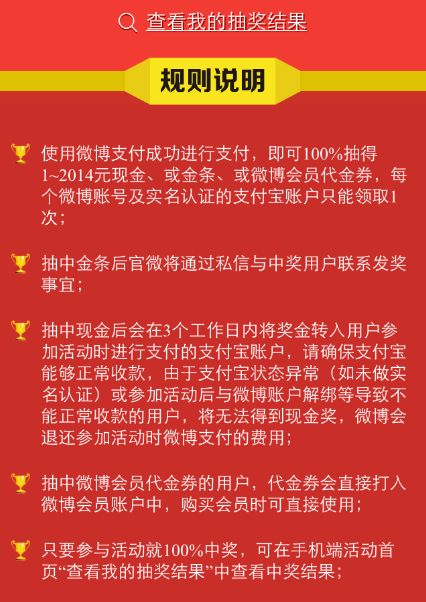 查看我的抽奖结果
规则说明
使用微博支付成功进行支付，即可100%抽得
1~2014元现金、或金条、或微博会员代金券，每
个微博账号及实名认证的支付宝账户只能领取1
次；
抽中金条后官微将通过私信与中奖用户联系发奖
事宜；
抽中现金后会在3个工作日内将奖金转入用户参
加活动时进行支付的支付宝账户，请确保支付宝
能够正常收款，由于支付宝状态异常（如未做实
名认证）或参加活动后与微博账户解绑等导致不
能正常收款的用户，将无法得到现金奖，微博会
退还参加活动时微博支付的费用；
抽中微博会员代金券的用户，代金券会直接打入
微博会员账户中，购买会员时可直接使用；
只要参与活动就100%中奖，可在手机端活动首
页“查看我的抽奖结果”中查看中奖结果；